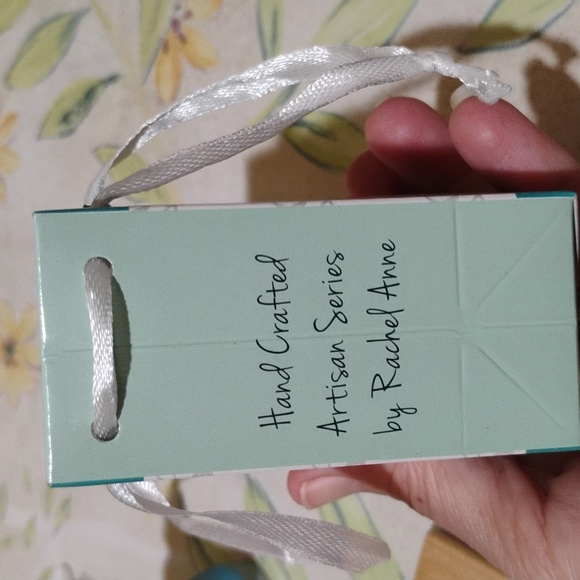 Hand Crafted
Artisan Series
by Rachel Anne